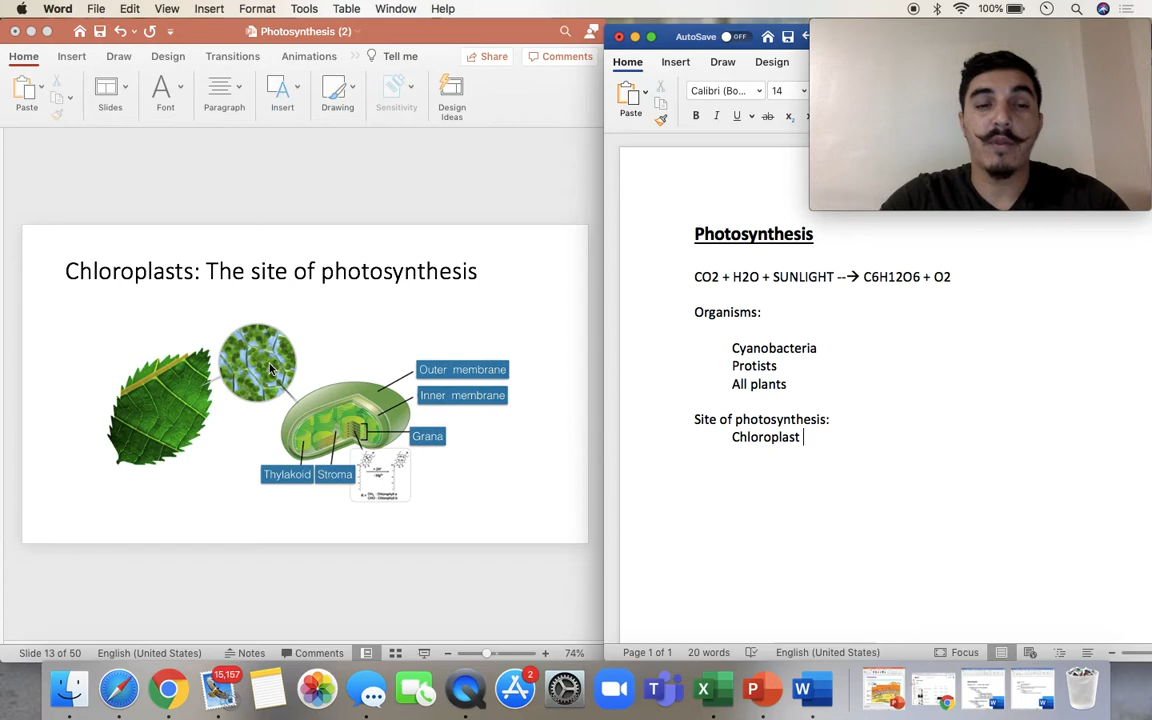 Word File Edit View Insert Format Tools Table Window Help
100%
Photosynthesis (2)
Home Insert Draw Design Transitions Animations Tell me Share Comments
Paste Slides Font Paragraph Insert Drawing Sensitivity Design Ideas
Chloroplasts: The site of photosynthesis
Outer membrane
Inner membrane
Grana
Thylakoid Stroma
Slide 13 of 50 English (United States) Notes Comments 74%
AutoSave OFF
Home Insert Draw Design
Paste Calibri (Bo... 14
B I U ab x₂
Photosynthesis
CO2 + H2O + SUNLIGHT --→ C6H12O6 + O2
Organisms:
Cyanobacteria
Protists
All plants
Site of photosynthesis:
Chloroplast
Page 1 of 1 20 words English (United States) Focus
15,157
2